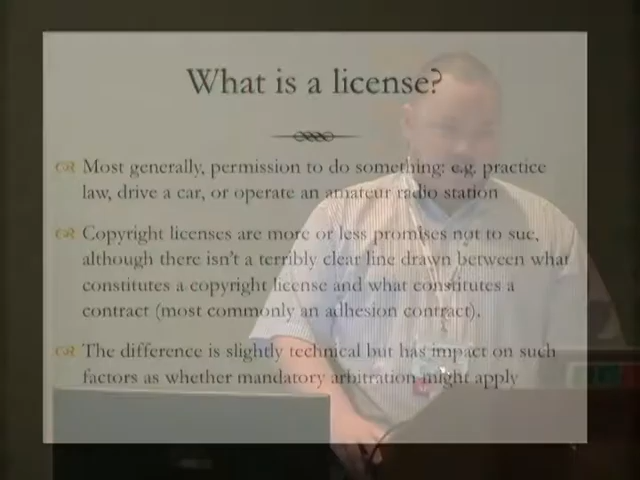 What is a license?
Most generally, permission to do something: e.g. practice
law, drive a car, or operate an amateur radio station
Copyright licenses are more or less promises not to sue,
although there isn't a terribly clear line drawn between what
constitutes a copyright license and what constitutes a
contract (most commonly an adhesion contract).
The difference is slightly technical but has impact on such
factors as whether mandatory arbitration might apply